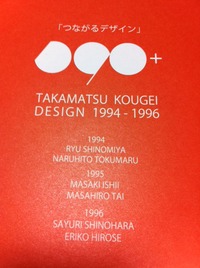 「つながるデザイン」
090+
TAKAMATSU KOUGEI
DESIGN 1994 - 1996
1994
RYU SHINOMIYA
NARUHITO TOKUMARU
1995
MASAKI ISHII
MASAHIRO TAI
1996
SAYURI SHINOHARA
ERIKO HIROSE